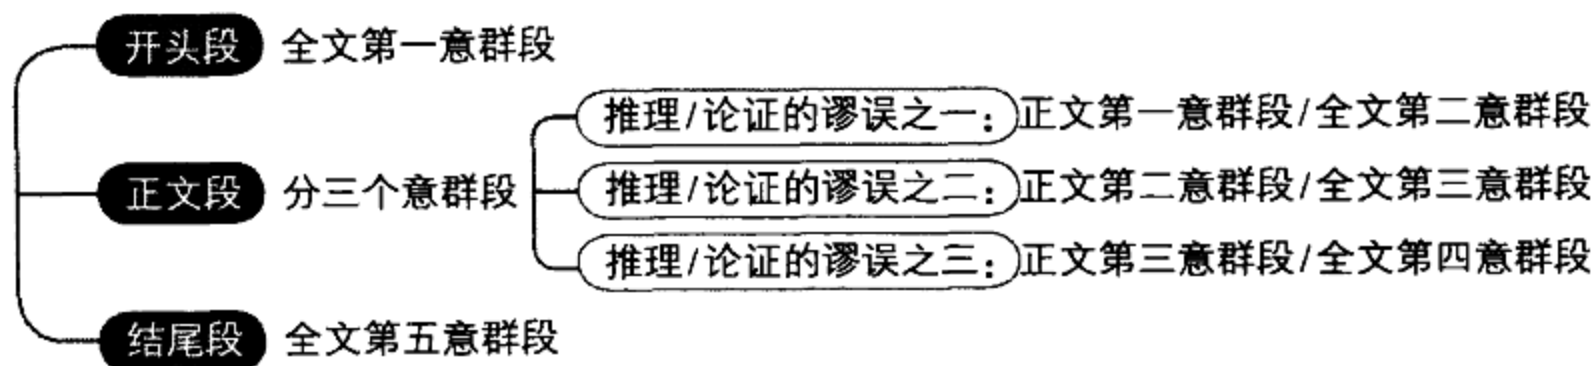 开头段 全文第一意群段
推理/论证的谬误之一：正文第一意群段/全文第二意群段
正文段 分三个意群段 推理/论证的谬误之二：正文第二意群段/全文第三意群段
推理/论证的谬误之三：正文第三意群段/全文第四意群段
结尾段 全文第五意群段